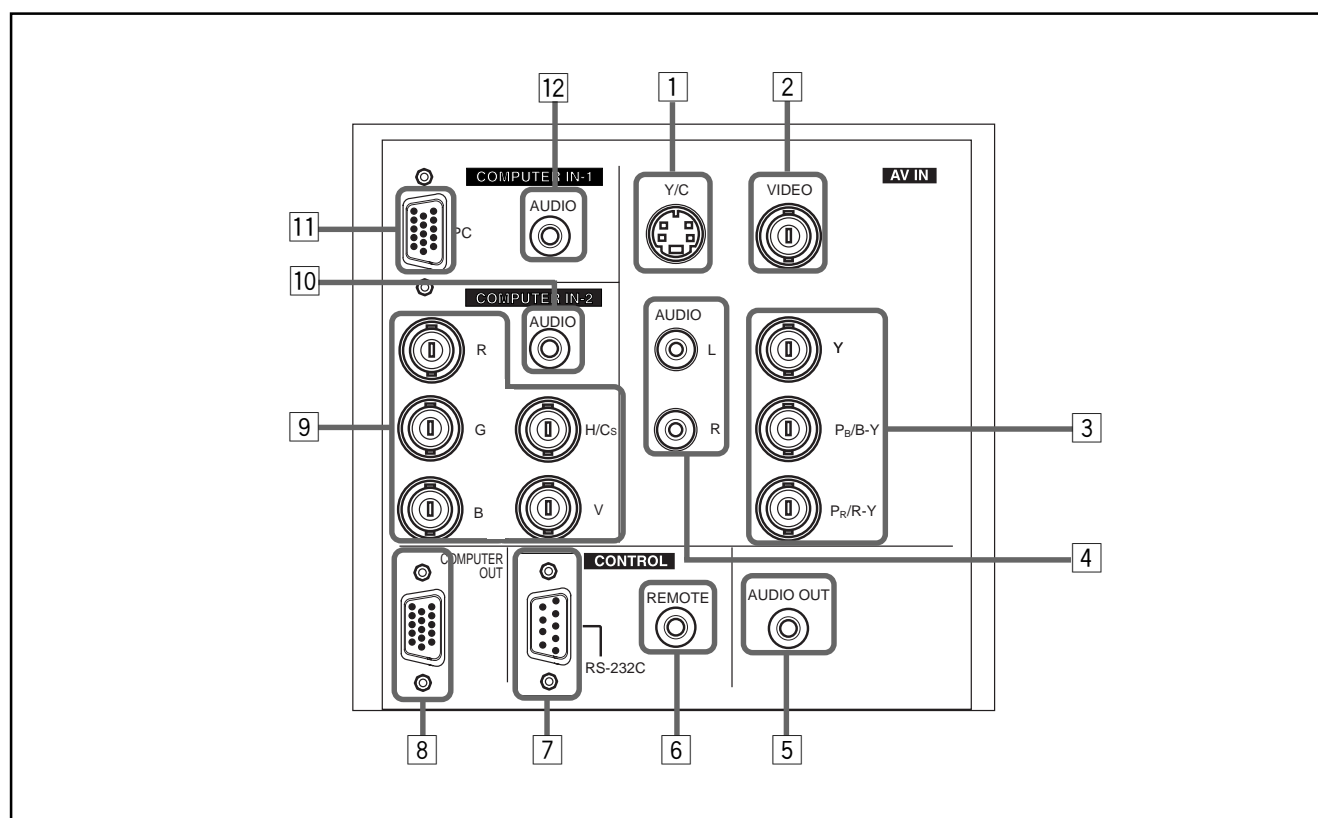 12
1
2
COMPUTER IN-1
Y/C
VIDEO
AV IN
AUDIO
11
PC
10
COMPUTER IN-2
AUDIO
AUDIO
R
L
Y
9
G
H/Cs
R
PB/B-Y
3
B
V
PR/R-Y
4
COMPUTER
OUT
CONTROL
REMOTE
AUDIO OUT
RS-232C
8
7
6
5